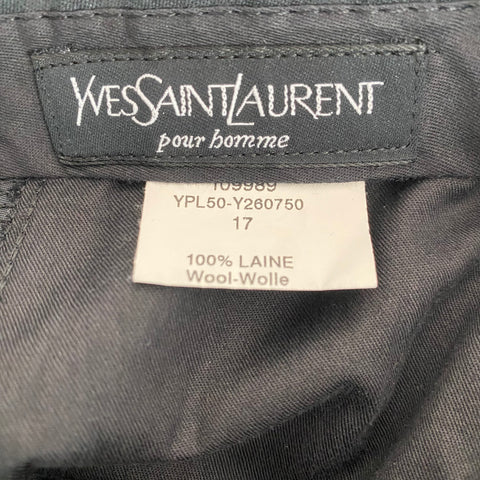 YVESSAINTLAURENT
pour homme
109989
YPL50-Y260750
17
100% LAINE
Wool-Wolle